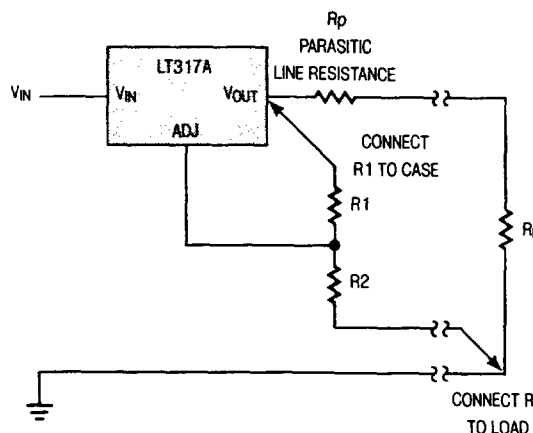 Rp
PARASITIC
LINE RESISTANCE
LT317A
VIN
VIN
VOUT
ADJ
CONNECT
R1 TO CASE
R1
R2
CONNECT R
TO LOAD